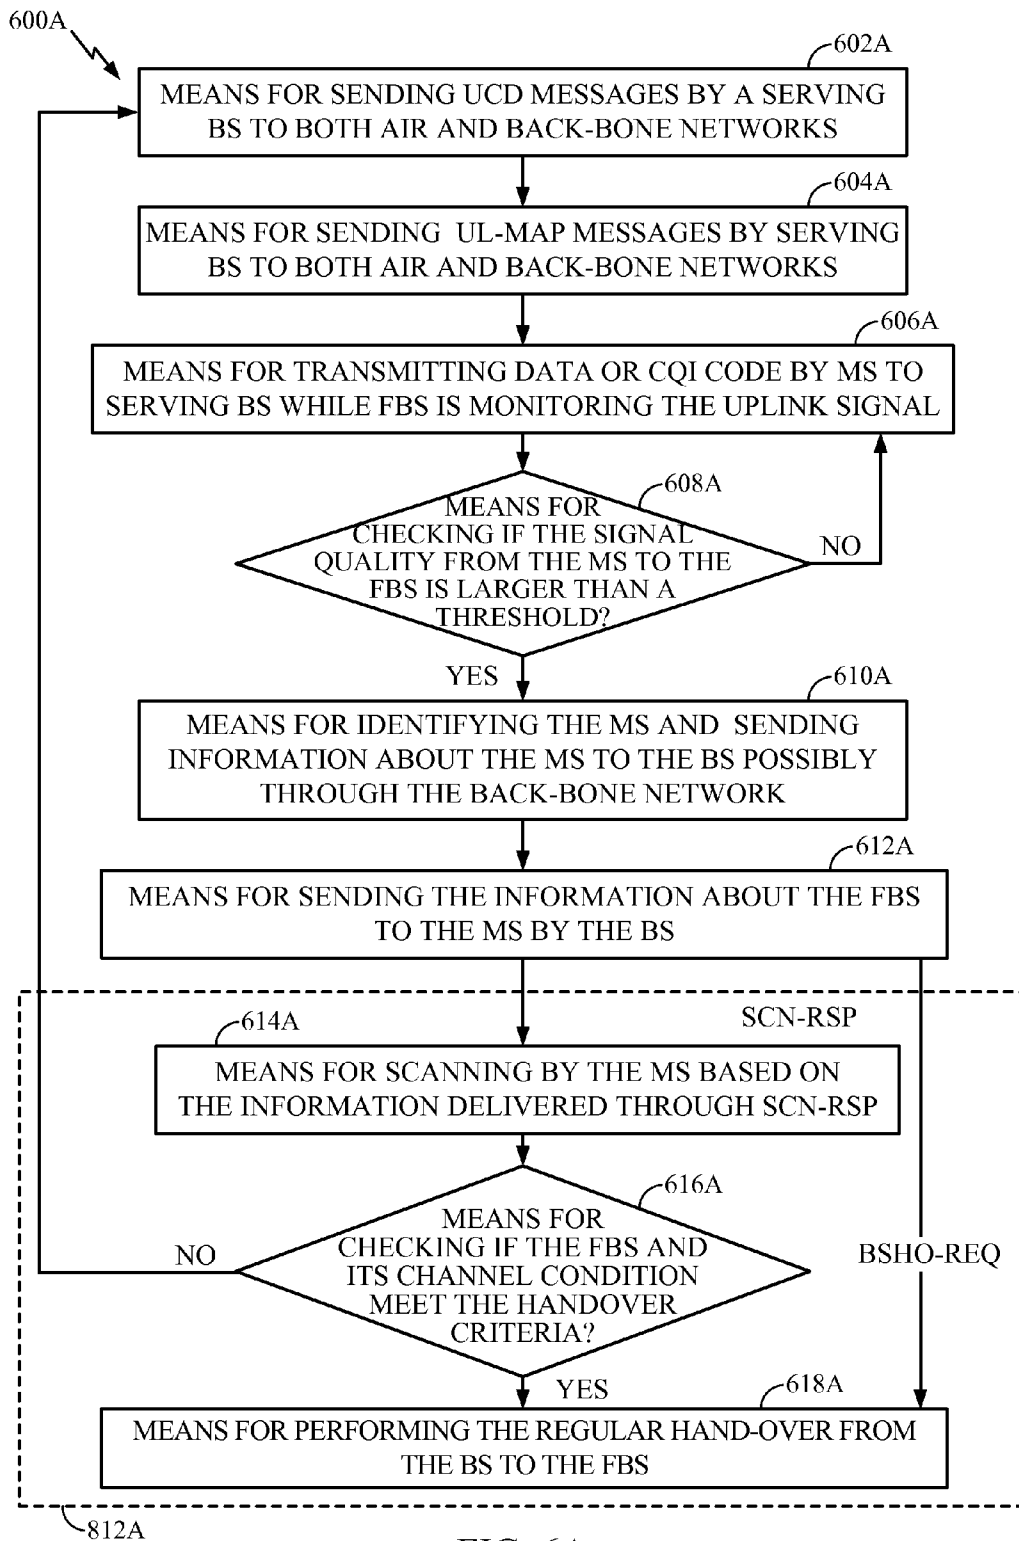 600A
602A
MEANS FOR SENDING UCD MESSAGES BY A SERVING
BS TO BOTH AIR AND BACK-BONE NETWORKS
604A
MEANS FOR SENDING UL-MAP MESSAGES BY SERVING
BS TO BOTH AIR AND BACK-BONE NETWORKS
606A
MEANS FOR TRANSMITTING DATA OR CQI CODE BY MS TO
SERVING BS WHILE FBS IS MONITORING THE UPLINK SIGNAL
608A
MEANS FOR
CHECKING IF THE SIGNAL
QUALITY FROM THE MS TO THE
FBS IS LARGER THAN A
THRESHOLD?
NO
YES
610A
MEANS FOR IDENTIFYING THE MS AND SENDING
INFORMATION ABOUT THE MS TO THE BS POSSIBLY
THROUGH THE BACK-BONE NETWORK
612A
MEANS FOR SENDING THE INFORMATION ABOUT THE FBS
TO THE MS BY THE BS
SCN-RSP
614A
MEANS FOR SCANNING BY THE MS BASED ON
THE INFORMATION DELIVERED THROUGH SCN-RSP
616A
MEANS FOR
CHECKING IF THE FBS AND
ITS CHANNEL CONDITION
MEET THE HANDOVER
CRITERIA?
NO
BSHO-REQ
YES
618A
MEANS FOR PERFORMING THE REGULAR HAND-OVER FROM
THE BS TO THE FBS
812A